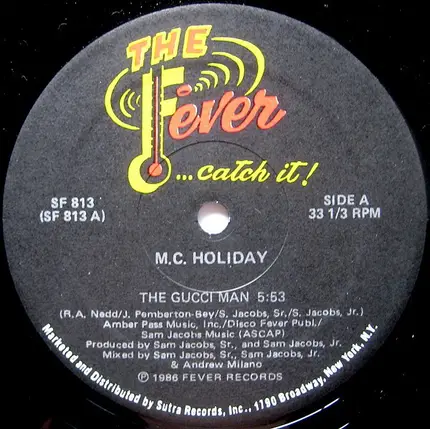 THE
Fever
...catch it!
SF 813
(SF 813 A)
SIDE A
33 1/3 RPM
M.C. HOLIDAY
THE GUCCI MAN 5:53
(R.A. Nedd/J. Pemberton-Bey/S. Jacobs, Sr./S. Jacobs, Jr.)
Amber Pass Music, Inc./Disco Fever Publ./
Sam Jacobs Music (ASCAP)
Produced by Sam Jacobs, Sr., and Sam Jacobs, Jr.
Mixed by Sam Jacobs, Sr., Sam Jacobs, Jr.
& Andrew Milano
℗ 1986 FEVER RECORDS
Marketed and Distributed by Sutra Records, Inc., 1790 Broadway, New York, N.Y.